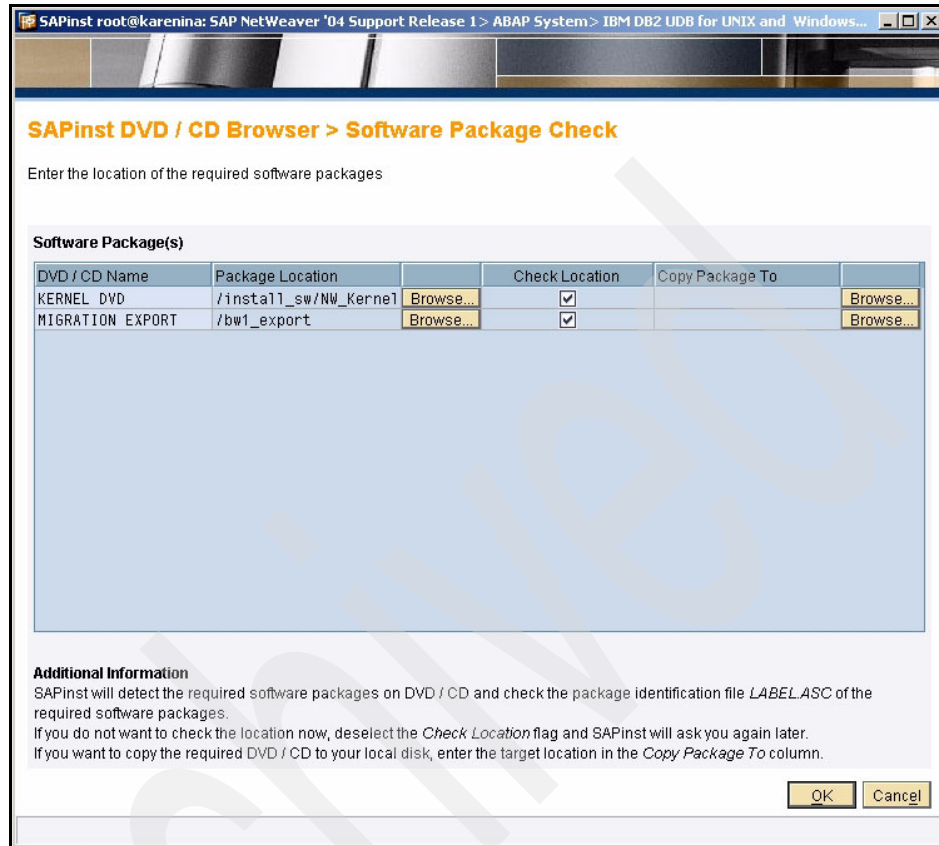 SAPinst root@karenina: SAP NetWeaver '04 Support Release 1> ABAP System> IBM DB2 UDB for UNIX and Windows...
SAPinst DVD / CD Browser > Software Package Check
Enter the location of the required software packages
Software Package(s)
DVD / CD Name Package Location Check Location Copy Package To
KERNEL DVD /install_sw/NW_Kernel Browse... Browse...
MIGRATION EXPORT /bw1_export Browse... Browse...
Additional Information
SAPinst will detect the required software packages on DVD / CD and check the package identification file LABEL.ASC of the
required software packages.
If you do not want to check the location now, deselect the Check Location flag and SAPinst will ask you again later.
If you want to copy the required DVD / CD to your local disk, enter the target location in the Copy Package To column.
OK Cancel